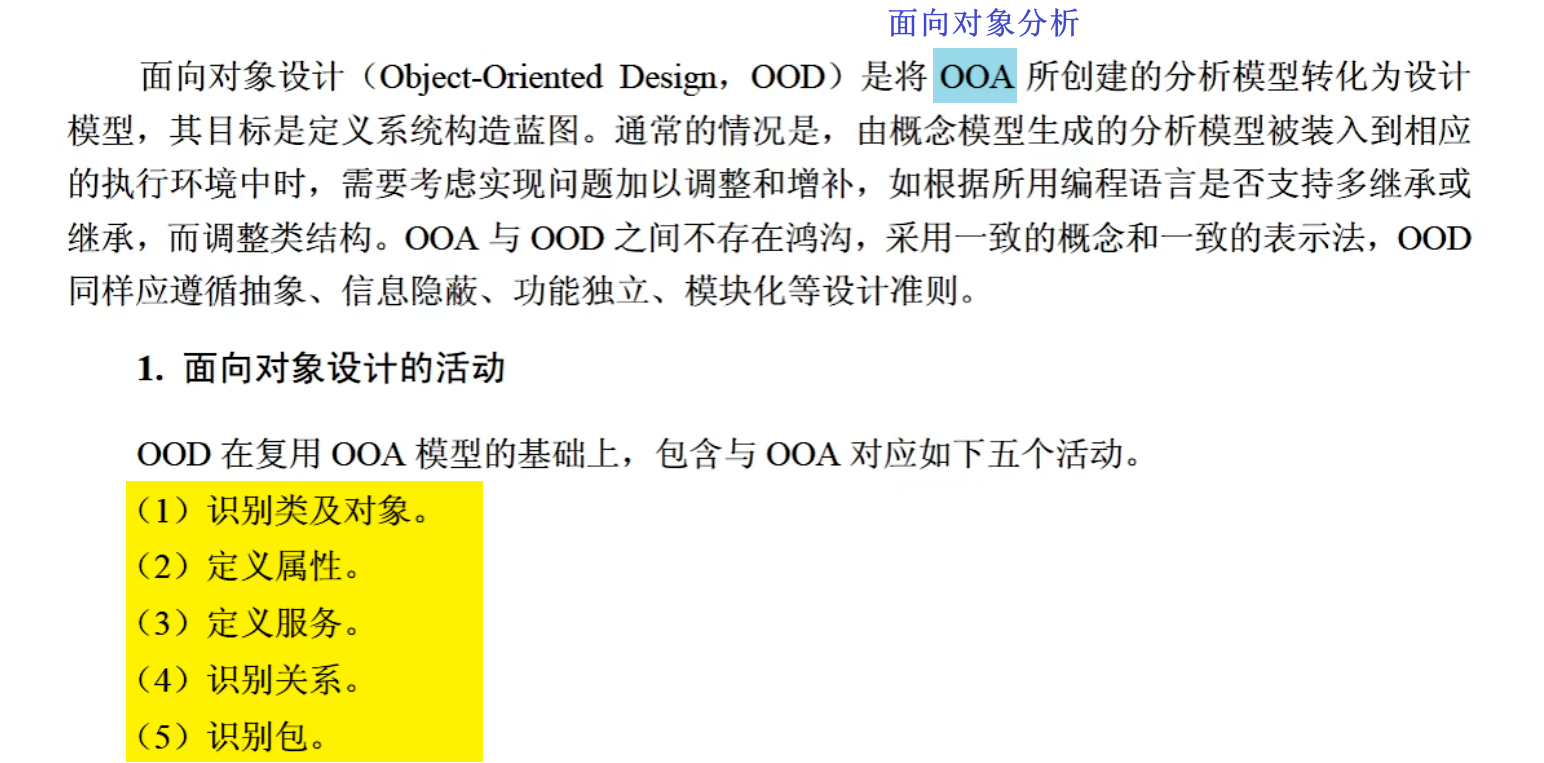 面向对象分析
面向对象设计（Object-Oriented Design，OOD）是将 OOA 所创建的分析模型转化为设计
模型，其目标是定义系统构造蓝图。通常的情况是，由概念模型生成的分析模型被装入到相应
的执行环境中时，需要考虑实现问题加以调整和增补，如根据所用编程语言是否支持多继承或
继承，而调整类结构。OOA 与 OOD 之间不存在鸿沟，采用一致的概念和一致的表示法，OOD
同样应遵循抽象、信息隐蔽、功能独立、模块化等设计准则。
1. 面向对象设计的活动
OOD 在复用 OOA 模型的基础上，包含与 OOA 对应如下五个活动。
（1）识别类及对象。
（2）定义属性。
（3）定义服务。
（4）识别关系。
（5）识别包。